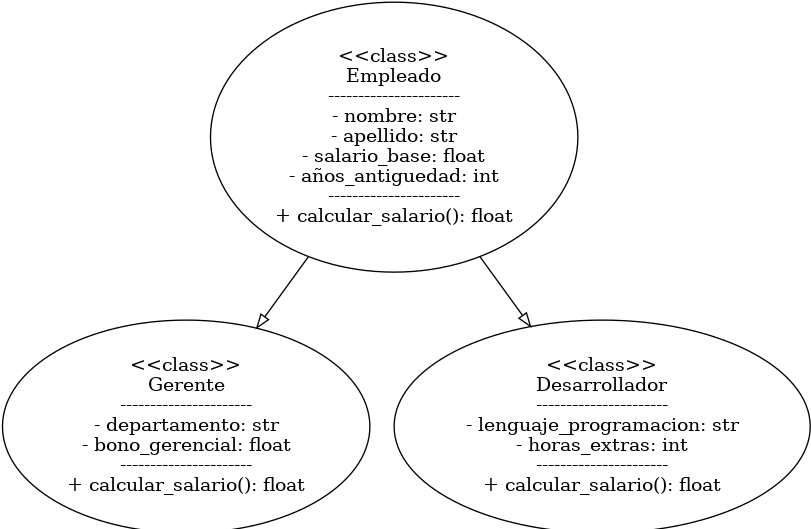 <<class>>
Empleado
----------------------
- nombre: str
- apellido: str
- salario_base: float
- años_antiguedad: int
----------------------
+ calcular_salario(): float
<<class>>
Gerente
----------------------
- departamento: str
- bono_gerencial: float
----------------------
+ calcular_salario(): float
<<class>>
Desarrollador
----------------------
- lenguaje_programacion: str
- horas_extras: int
----------------------
+ calcular_salario(): float